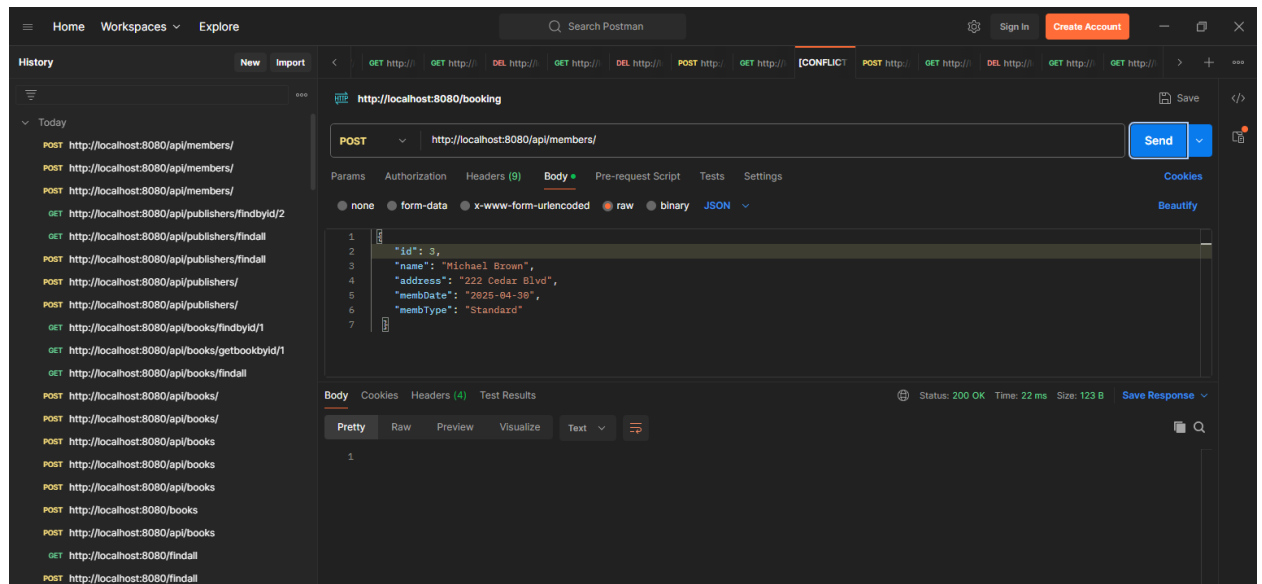 Home Workspaces Explore Search Postman Sign In Create Account
History New Import
GET http:// GET http:// DEL http:// GET http:// DEL http:// POST http:/ GET http:// [CONFLICT POST http:/ GET http:// DEL http:// GET http:// GET http://
HTTP http://localhost:8080/booking Save </>
Today
POST http://localhost:8080/api/members/
POST http://localhost:8080/api/members/
POST http://localhost:8080/api/members/
GET http://localhost:8080/api/publishers/findbyid/2
GET http://localhost:8080/api/publishers/findall
POST http://localhost:8080/api/publishers/findall
POST http://localhost:8080/api/publishers/
POST http://localhost:8080/api/publishers/
GET http://localhost:8080/api/books/findbyid/1
GET http://localhost:8080/api/books/getbookbyid/1
GET http://localhost:8080/api/books/findall
POST http://localhost:8080/api/books/
POST http://localhost:8080/api/books/
POST http://localhost:8080/api/books
POST http://localhost:8080/api/books
POST http://localhost:8080/api/books
POST http://localhost:8080/books
POST http://localhost:8080/api/books
GET http://localhost:8080/findall
POST http://localhost:8080/findall
POST http://localhost:8080/api/members/ Send
Params Authorization Headers (9) Body Pre-request Script Tests Settings Cookies
none form-data x-www-form-urlencoded raw binary JSON Beautify
1 {
2 "id": 3,
3 "name": "Michael Brown",
4 "address": "222 Cedar Blvd",
5 "membDate": "2025-04-30",
6 "membType": "Standard"
7 }
Body Cookies Headers (4) Test Results Status: 200 OK Time: 22 ms Size: 123 B Save Response
Pretty Raw Preview Visualize Text
1